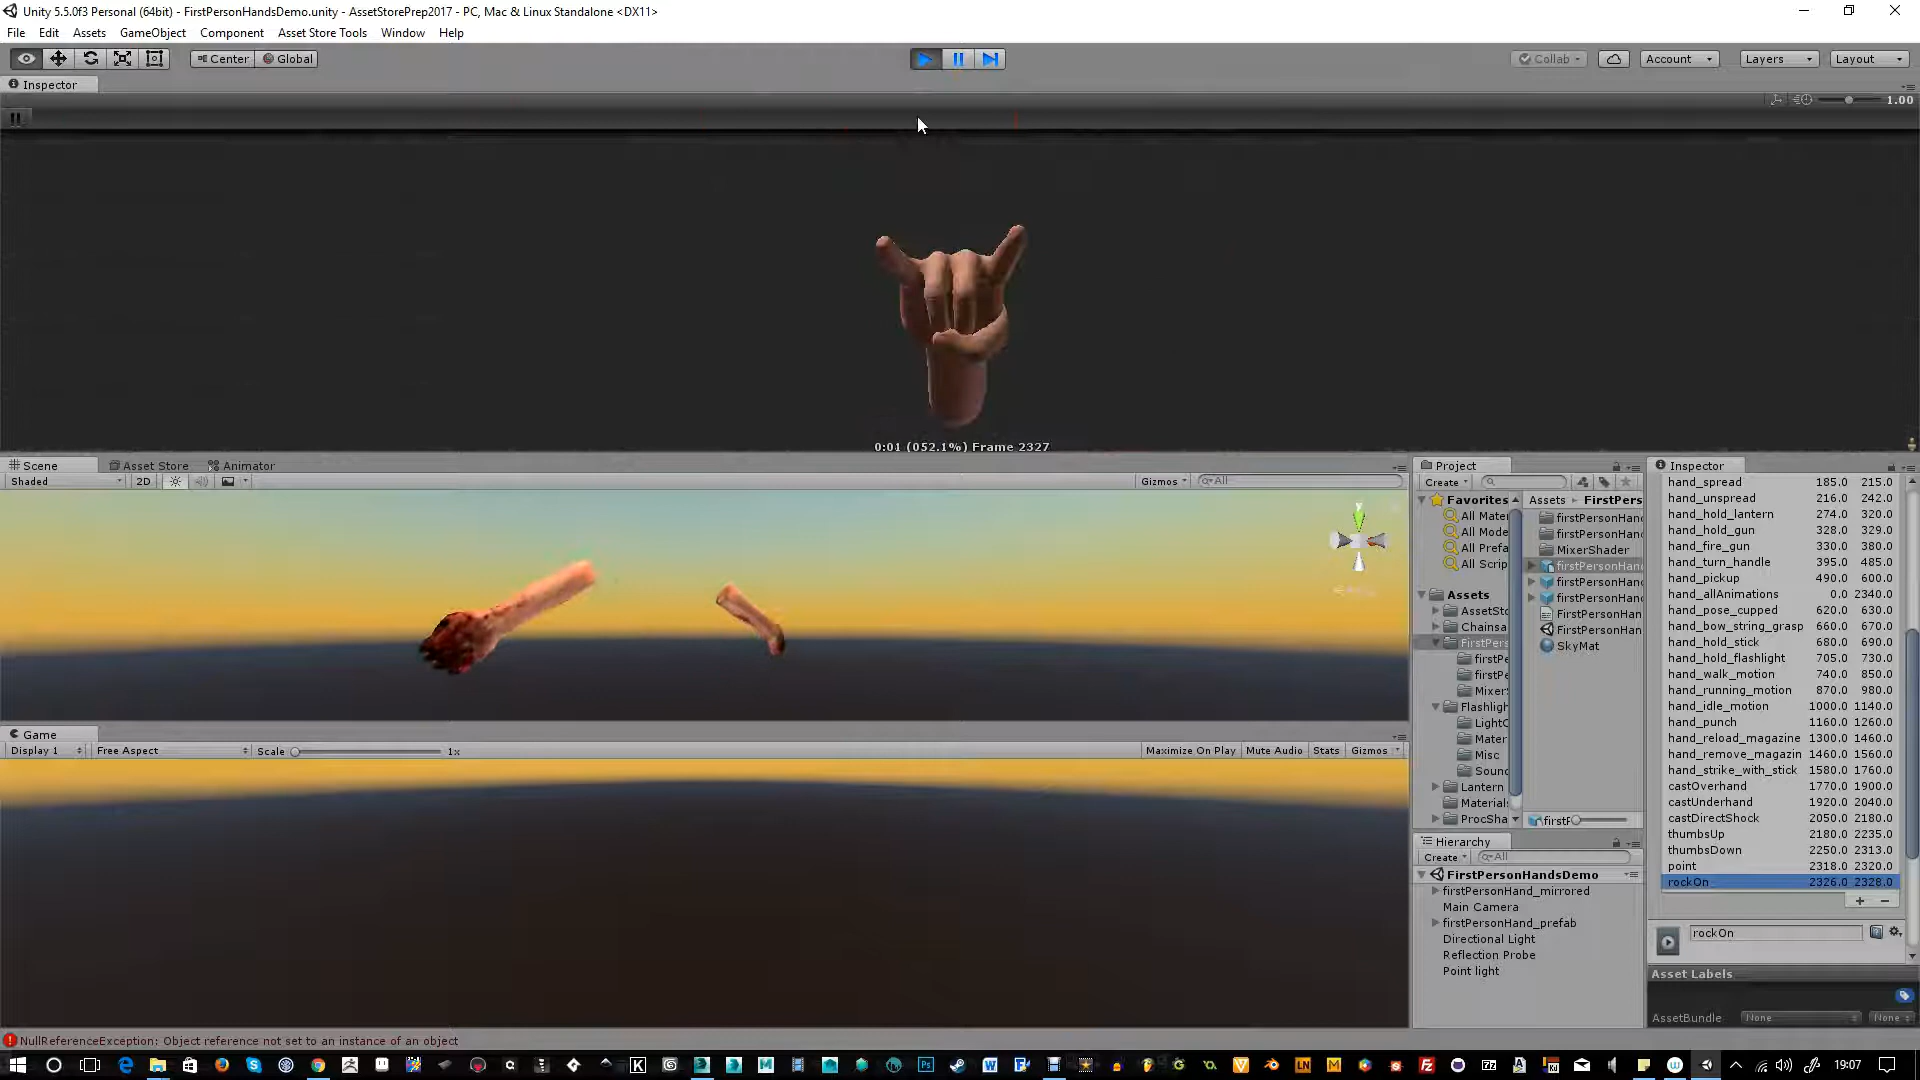 Unity 5.5.0f3 Personal (64bit) - FirstPersonHandsDemo.unity - AssetStorePrep2017 - PC, Mac & Linux Standalone <DX11>
File Edit Assets GameObject Component Asset Store Tools Window Help
Center Global Collab Account Layers Layout
Inspector
1.00
0:01 (052.1%) Frame 2327
Scene Asset Store Animator
Shaded 2D Gizmos All
Game
Display 1 Free Aspect Scale 1x Maximize On Play Mute Audio Stats Gizmos
Project
Create
Favorites
All Mater
All Mode
All Prefa
All Scrip
Assets
AssetSto
Chainsa
FirstPers
firstPe
firstPe
Mixer
Flashligh
LightC
Mater
Misc
Sound
Lantern
Materials
ProcSha
Assets FirstPers
firstPersonHan
firstPersonHan
MixerShader
firstPersonHan
firstPersonHan
firstPersonHan
FirstPersonHan
FirstPersonHan
SkyMat
firstF
Hierarchy
Create All
FirstPersonHandsDemo
firstPersonHand_mirrored
Main Camera
firstPersonHand_prefab
Directional Light
Reflection Probe
Point light
Inspector
hand_spread 185.0 215.0
hand_unspread 216.0 242.0
hand_hold_lantern 274.0 320.0
hand_hold_gun 328.0 329.0
hand_fire_gun 330.0 380.0
hand_turn_handle 395.0 485.0
hand_pickup 490.0 600.0
hand_allAnimations 0.0 2340.0
hand_pose_cupped 620.0 630.0
hand_bow_string_grasp 660.0 670.0
hand_hold_stick 680.0 690.0
hand_hold_flashlight 705.0 730.0
hand_walk_motion 740.0 850.0
hand_running_motion 870.0 980.0
hand_idle_motion 1000.0 1140.0
hand_punch 1160.0 1260.0
hand_reload_magazine 1300.0 1460.0
hand_remove_magazin 1460.0 1560.0
hand_strike_with_stick 1580.0 1760.0
castOverhand 1770.0 1900.0
castUnderhand 1920.0 2040.0
castDirectShock 2050.0 2180.0
thumbsUp 2180.0 2235.0
thumbsDown 2250.0 2313.0
point 2318.0 2320.0
rockOn 2326.0 2328.0
rockOn
Asset Labels
AssetBundle None None
NullReferenceException: Object reference not set to an instance of an object
19:07